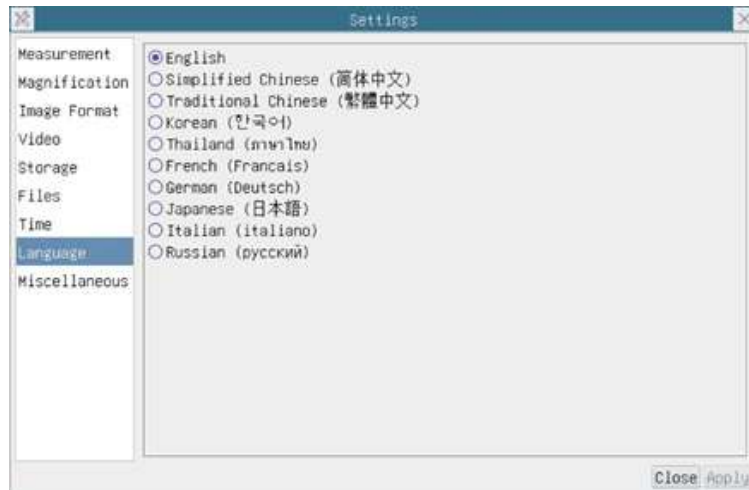 Settings
Measurement
Magnification
Image Format
Video
Storage
Files
Time
Language
Miscellaneous
English
Simplified Chinese (简体中文)
Traditional Chinese (繁體中文)
Korean (한국어)
Thailand (ภาษาไทย)
French (Francais)
German (Deutsch)
Japanese (日本語)
Italian (italiano)
Russian (русский)
Close Apply